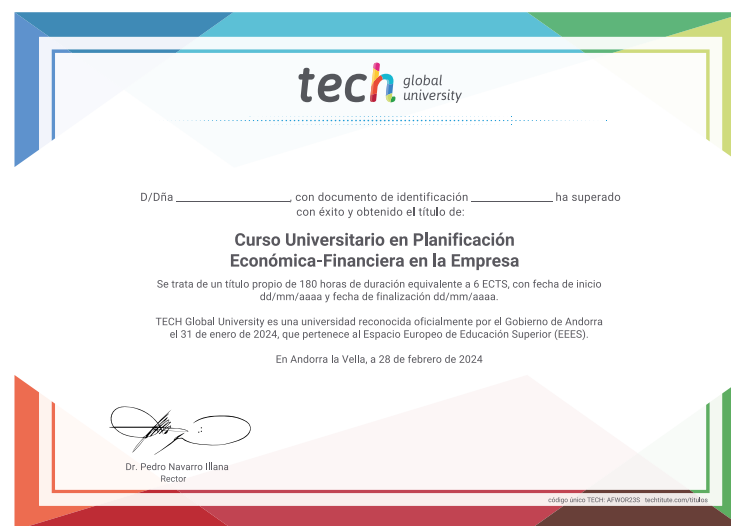 tech global university
D/Dña ______________, con documento de identificación ______________ ha superado
con éxito y obtenido el título de:
Curso Universitario en Planificación
Económica-Financiera en la Empresa
Se trata de un título propio de 180 horas de duración equivalente a 6 ECTS, con fecha de inicio
dd/mm/aaaa y fecha de finalización dd/mm/aaaa.
TECH Global University es una universidad reconocida oficialmente por el Gobierno de Andorra
el 31 de enero de 2024, que pertenece al Espacio Europeo de Educación Superior (EEES).
En Andorra la Vella, a 28 de febrero de 2024
Dr. Pedro Navarro Illana
Rector
código único TECH: AFWOR23S techtitute.com/titulos